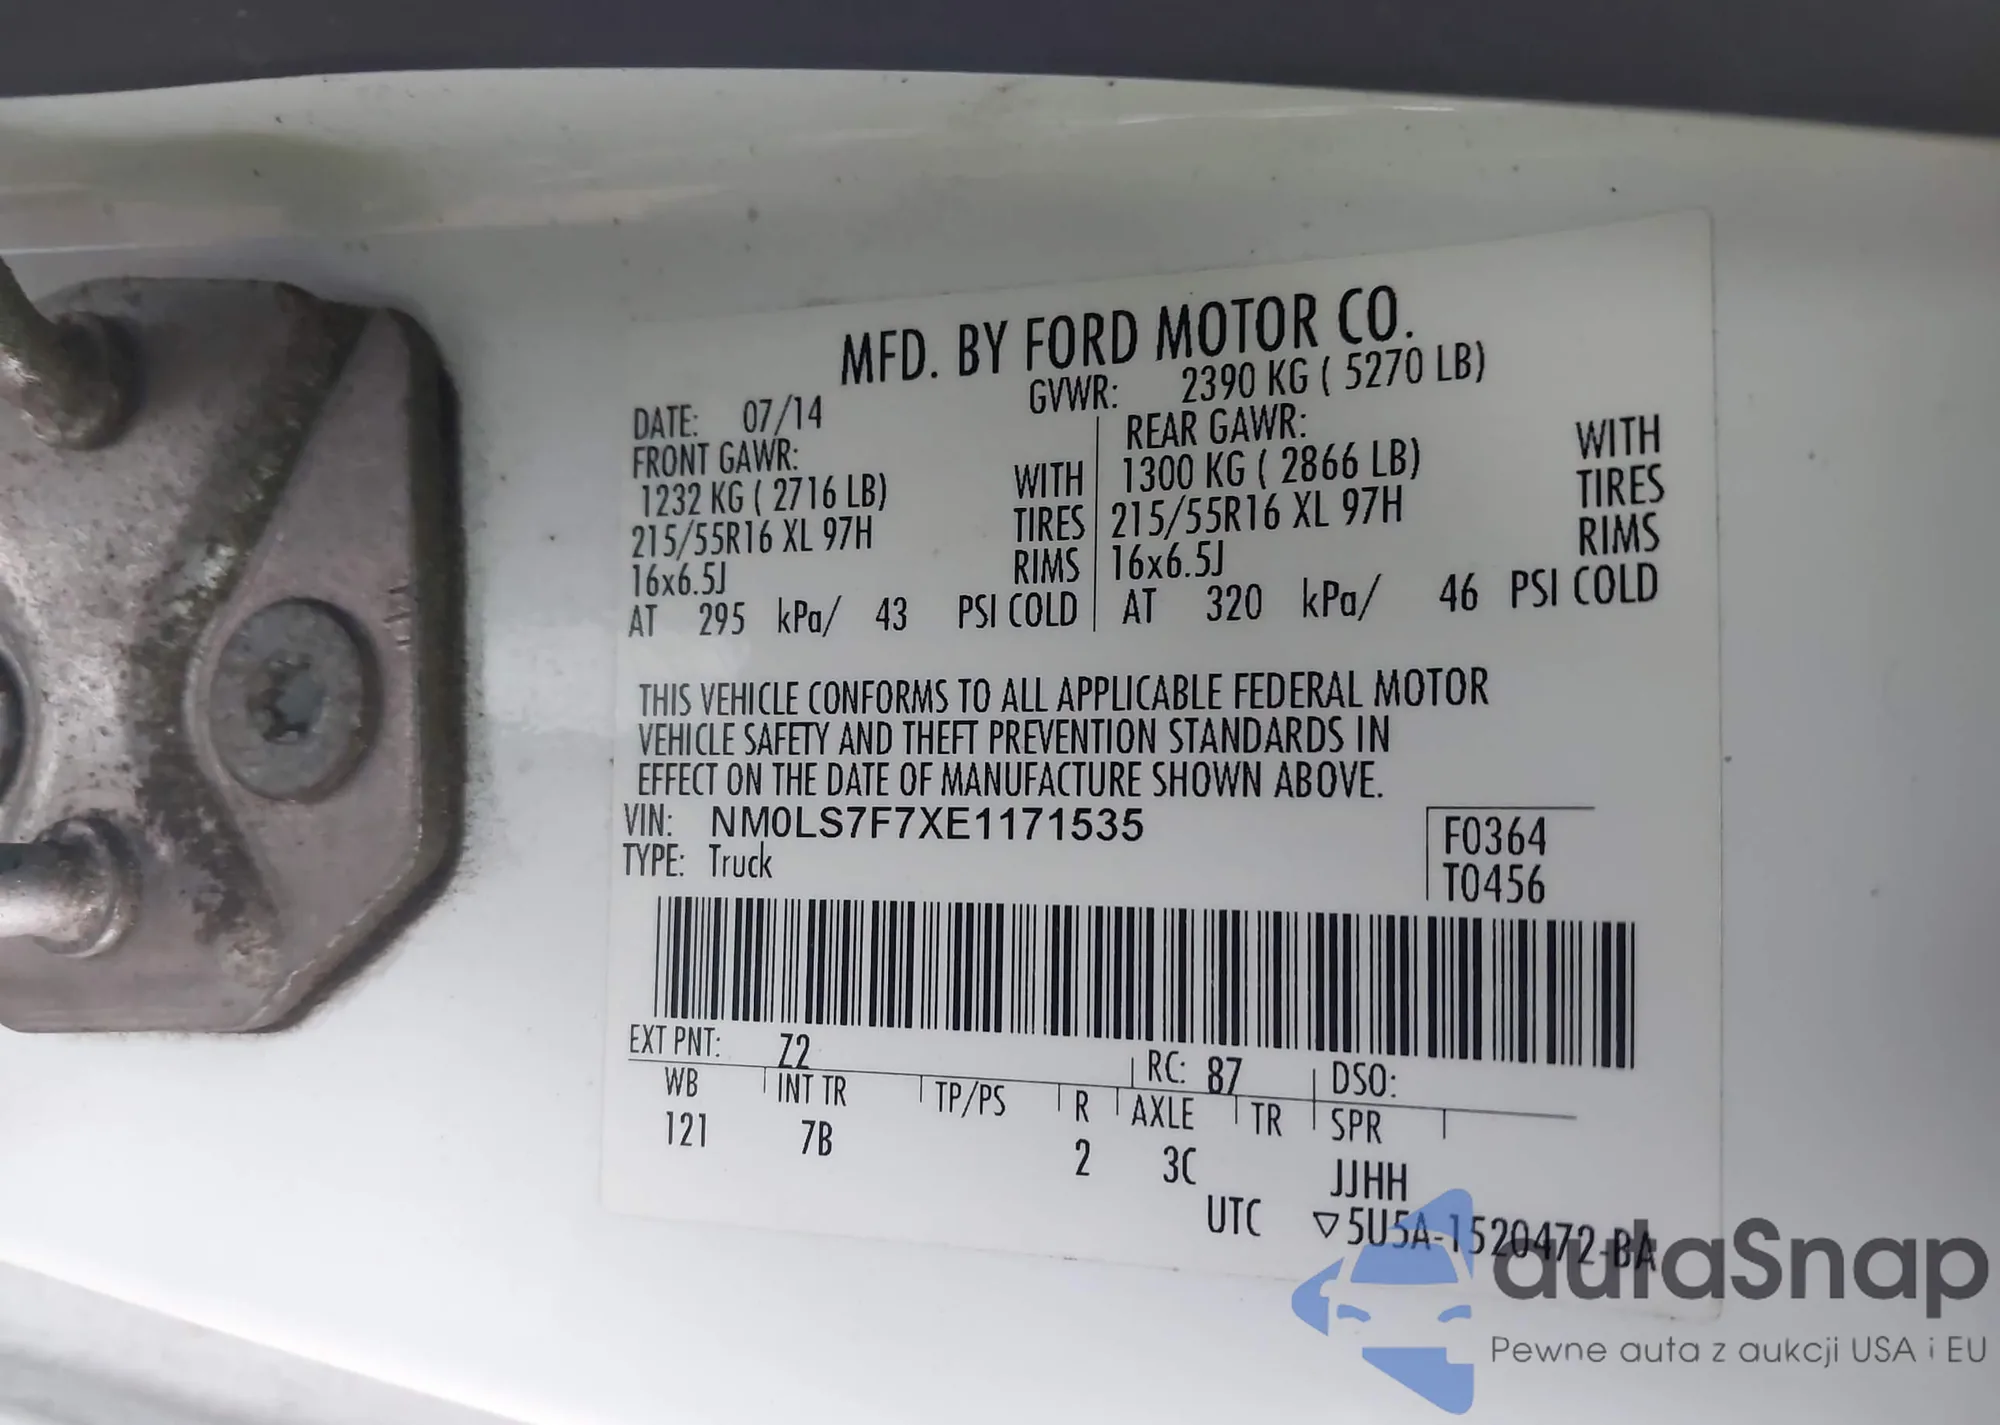 MFD. BY FORD MOTOR CO.
DATE: 07/14 GVWR: 2390 KG ( 5270 LB)
FRONT GAWR: REAR GAWR:
1232 KG ( 2716 LB) WITH 1300 KG ( 2866 LB) WITH
215/55R16 XL 97H TIRES 215/55R16 XL 97H TIRES
16x6.5J RIMS 16x6.5J RIMS
AT 295 kPa/ 43 PSI COLD AT 320 kPa/ 46 PSI COLD
THIS VEHICLE CONFORMS TO ALL APPLICABLE FEDERAL MOTOR
VEHICLE SAFETY AND THEFT PREVENTION STANDARDS IN
EFFECT ON THE DATE OF MANUFACTURE SHOWN ABOVE.
VIN: NM0LS7F7XE1171535 F0364
TYPE: Truck T0456
EXT PNT: Z2 RC: 87 DSO:
WB INT TR TP/PS R AXLE TR SPR
121 7B 2 3C JJHH
UTC ▽5U5A-1520472-BA
autaSnap
Pewne auta z aukcji USA i EU